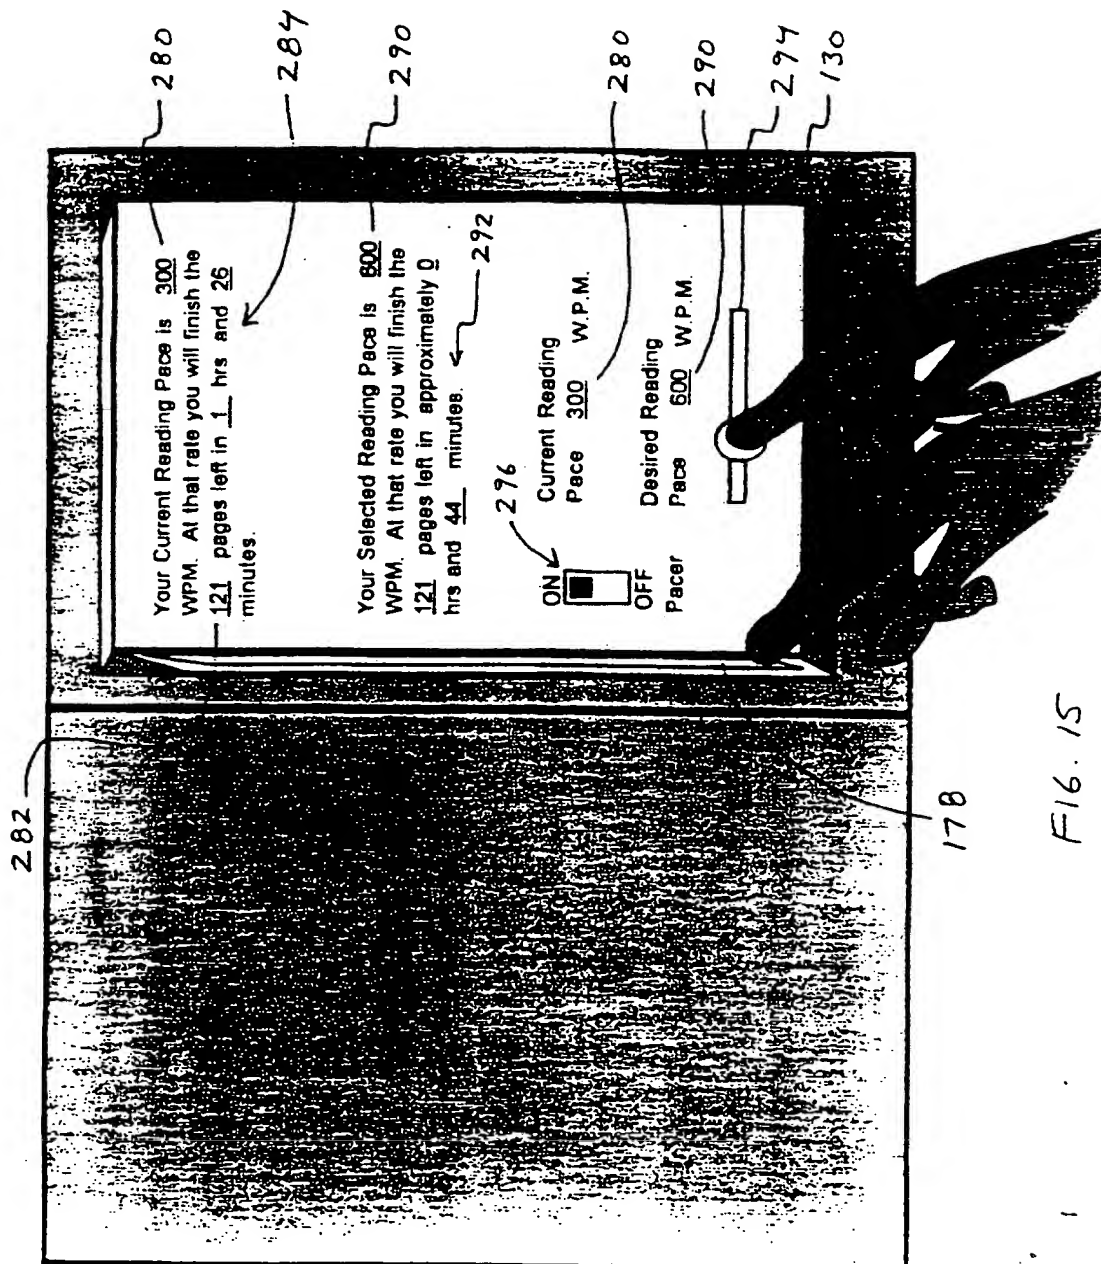 282
Your Current Reading Pace is 300
WPM. At that rate you will finish the
121 pages left in 1 hrs and 26
minutes.
280
284
Your Selected Reading Pace is 600
WPM. At that rate you will finish the
121 pages left in approximately 0
hrs and 44 minutes.
290
292
296
ON
OFF
Pacer
Current Reading
Pace 300 W.P.M.
280
Desired Reading
Pace 600 W.P.M.
290
294
130
178
FIG. 15